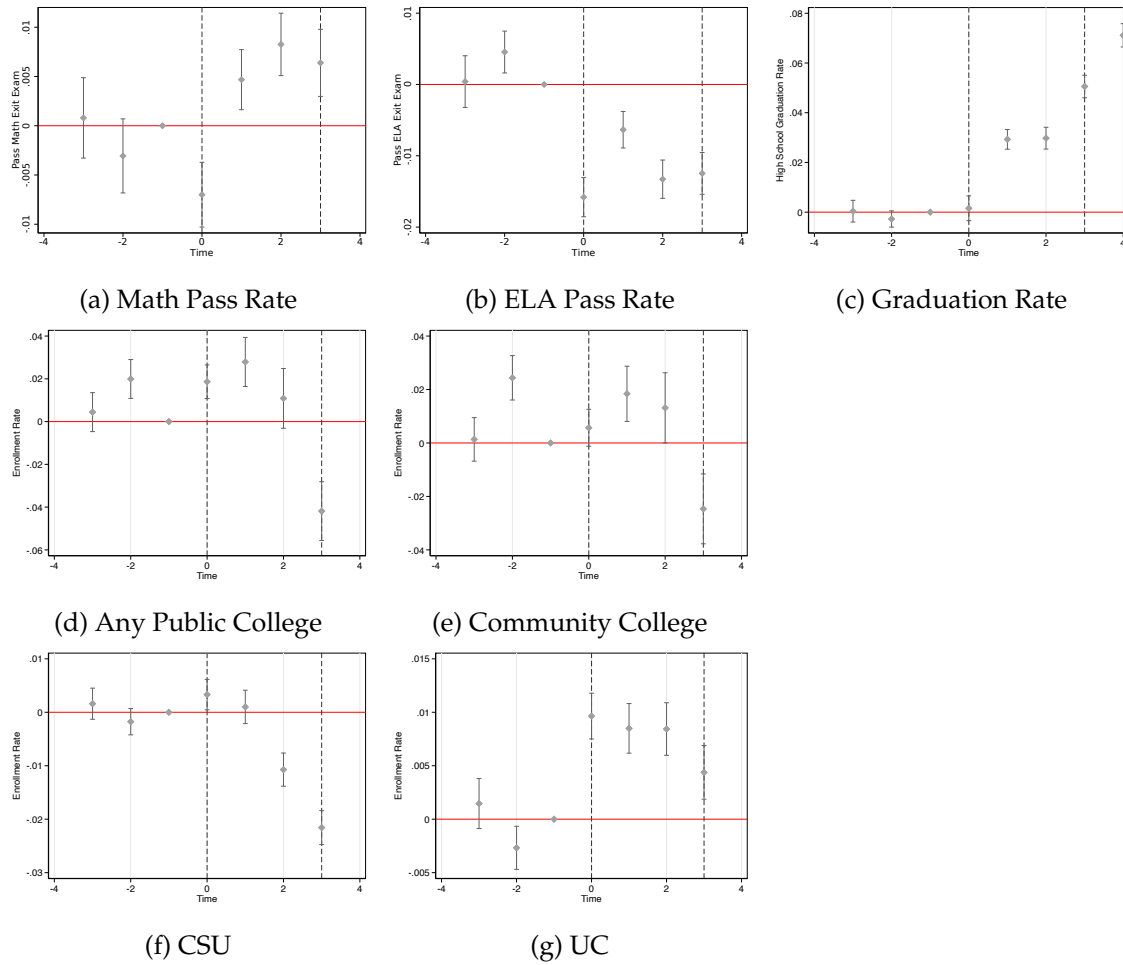 Pass Math Exit Exam
.01
.005
0
-.005
-.01
-4 -2 0 2 4
Time
(a) Math Pass Rate
Pass ELA Exit Exam
.01
0
-.01
-.02
-4 -2 0 2 4
Time
(b) ELA Pass Rate
High School Graduation Rate
.08
.06
.04
.02
0
-4 -2 0 2 4
Time
(c) Graduation Rate
Enrollment Rate
.04
.02
0
-.02
-.04
-.06
-4 -2 0 2 4
Time
(d) Any Public College
Enrollment Rate
.04
.02
0
-.02
-.04
-4 -2 0 2 4
Time
(e) Community College
Enrollment Rate
.01
0
-.01
-.02
-.03
-4 -2 0 2 4
Time
(f) CSU
Enrollment Rate
.015
.01
.005
0
-.005
-4 -2 0 2 4
Time
(g) UC